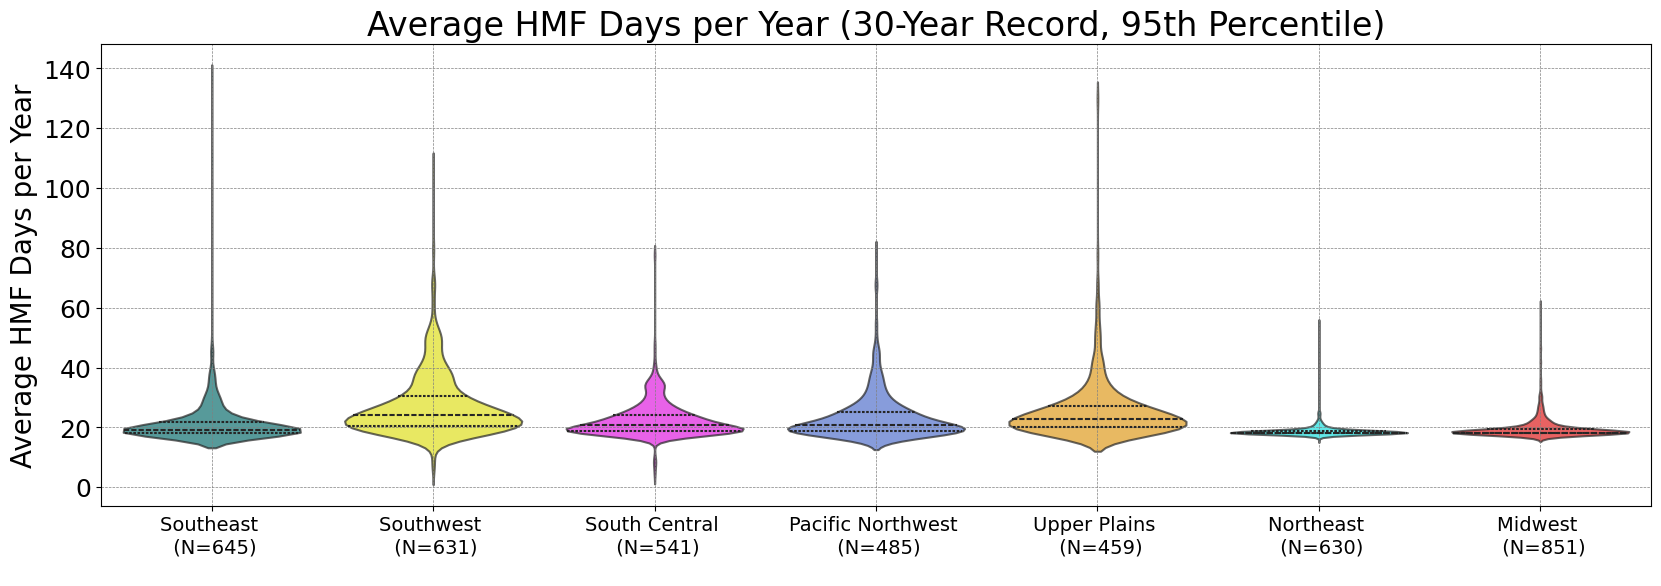 Average HMF Days per Year (30-Year Record, 95th Percentile)
Average HMF Days per Year
140
120
100
80
60
40
20
0
Southeast Southwest South Central Pacific Northwest Upper Plains Northeast Midwest
(N=645) (N=631) (N=541) (N=485) (N=459) (N=630) (N=851)